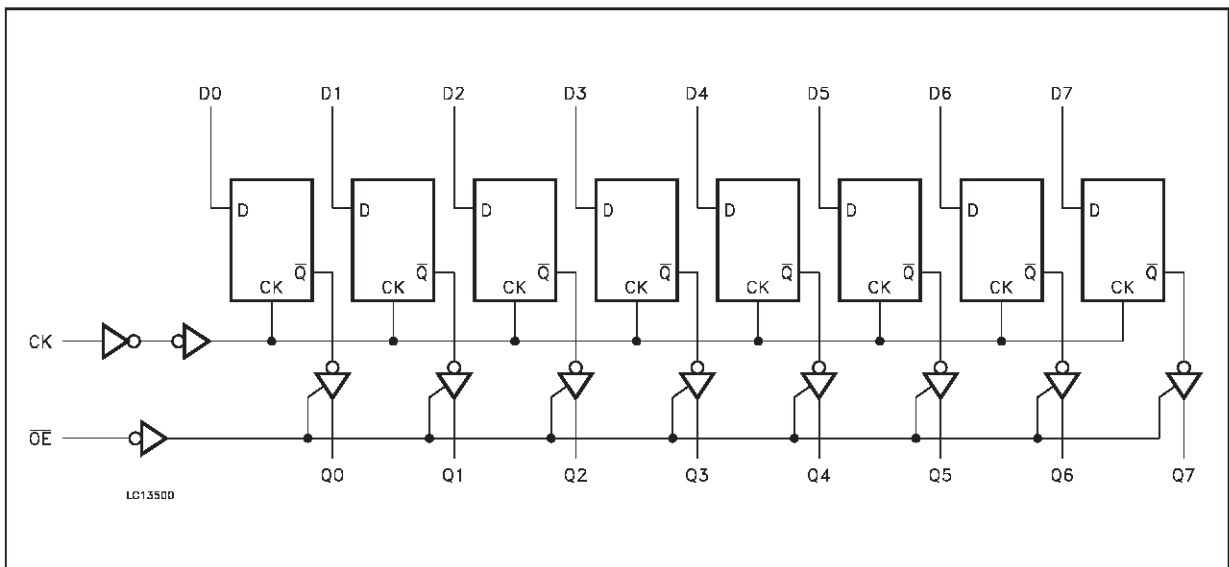 D0 D1 D2 D3 D4 D5 D6 D7
D D D D D D D D
Q̅ Q̅ Q̅ Q̅ Q̅ Q̅ Q̅ Q̅
CK CK CK CK CK CK CK CK
CK
O̅E̅
Q0 Q1 Q2 Q3 Q4 Q5 Q6 Q7
LC13500